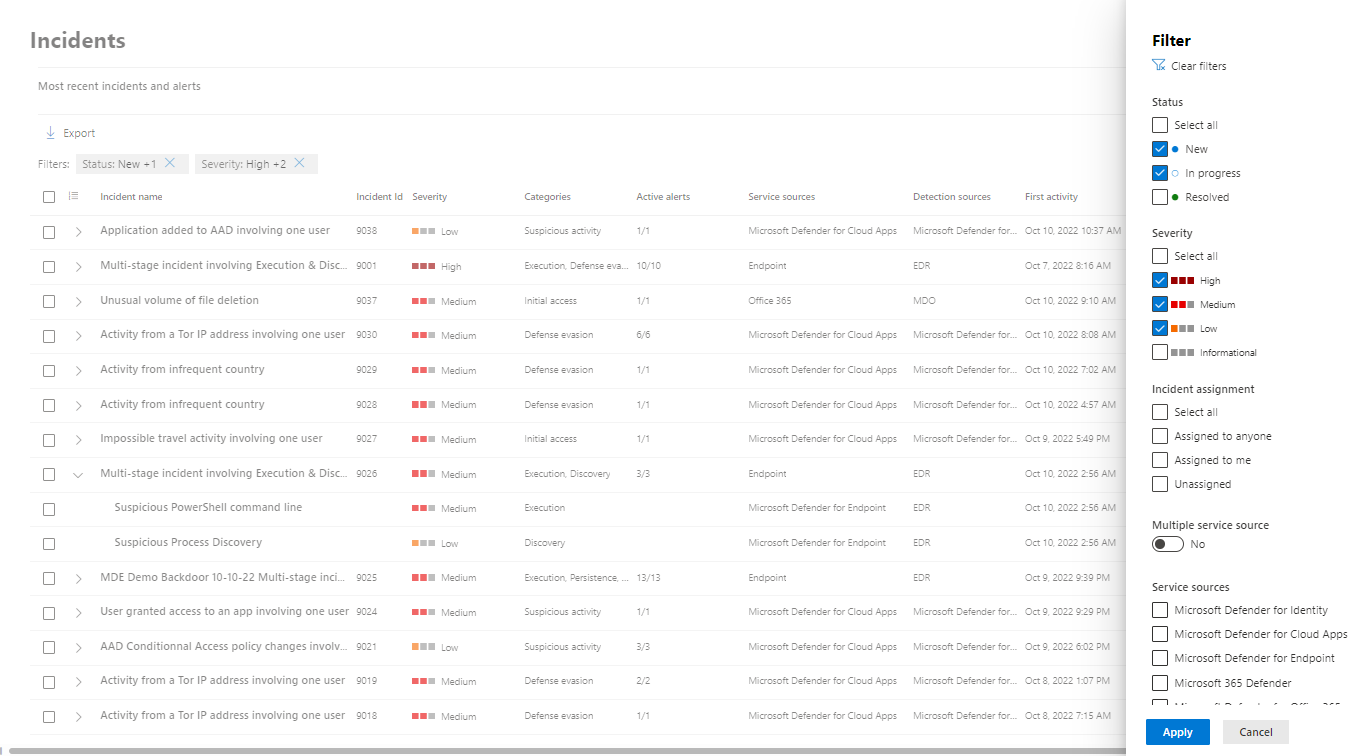 Incidents
Most recent incidents and alerts
Export
Filters: Status: New +1 Severity: High +2
Incident name Incident Id Severity Categories Active alerts Service sources Detection sources First activity
Application added to AAD involving one user 9038 Low Suspicious activity 1/1 Microsoft Defender for Cloud Apps Microsoft Defender for... Oct 10, 2022 10:37 AM
Multi-stage incident involving Execution & Disc... 9001 High Execution, Defense eva... 10/10 Endpoint EDR Oct 7, 2022 8:16 AM
Unusual volume of file deletion 9037 Medium Initial access 1/1 Office 365 MDO Oct 10, 2022 9:10 AM
Activity from a Tor IP address involving one user 9030 Medium Defense evasion 6/6 Microsoft Defender for Cloud Apps Microsoft Defender for... Oct 10, 2022 8:08 AM
Activity from infrequent country 9029 Medium Defense evasion 1/1 Microsoft Defender for Cloud Apps Microsoft Defender for... Oct 10, 2022 7:02 AM
Activity from infrequent country 9028 Medium Defense evasion 1/1 Microsoft Defender for Cloud Apps Microsoft Defender for... Oct 10, 2022 4:57 AM
Impossible travel activity involving one user 9027 Medium Initial access 1/1 Microsoft Defender for Cloud Apps Microsoft Defender for... Oct 9, 2022 5:49 PM
Multi-stage incident involving Execution & Disc... 9026 Medium Execution, Discovery 3/3 Endpoint EDR Oct 10, 2022 2:56 AM
Suspicious PowerShell command line Medium Execution Microsoft Defender for Endpoint EDR Oct 10, 2022 2:56 AM
Suspicious Process Discovery Low Discovery Microsoft Defender for Endpoint EDR Oct 10, 2022 2:56 AM
MDE Demo Backdoor 10-10-22 Multi-stage inci... 9025 Medium Execution, Persistence, ... 13/13 Endpoint EDR Oct 9, 2022 9:39 PM
User granted access to an app involving one user 9024 Medium Suspicious activity 1/1 Microsoft Defender for Cloud Apps Microsoft Defender for... Oct 9, 2022 9:29 PM
AAD Conditionnal Access policy changes involv... 9021 Low Suspicious activity 3/3 Microsoft Defender for Cloud Apps Microsoft Defender for... Oct 9, 2022 6:02 PM
Activity from a Tor IP address involving one user 9019 Medium Defense evasion 2/2 Microsoft Defender for Cloud Apps Microsoft Defender for... Oct 8, 2022 1:07 PM
Activity from a Tor IP address involving one user 9018 Medium Defense evasion 1/1 Microsoft Defender for Cloud Apps Microsoft Defender for... Oct 8, 2022 7:15 AM
Filter
Clear filters
Status
Select all
New
In progress
Resolved
Severity
Select all
High
Medium
Low
Informational
Incident assignment
Select all
Assigned to anyone
Assigned to me
Unassigned
Multiple service source
No
Service sources
Microsoft Defender for Identity
Microsoft Defender for Cloud Apps
Microsoft Defender for Endpoint
Microsoft 365 Defender
Microsoft Defender for Office 365
Apply Cancel